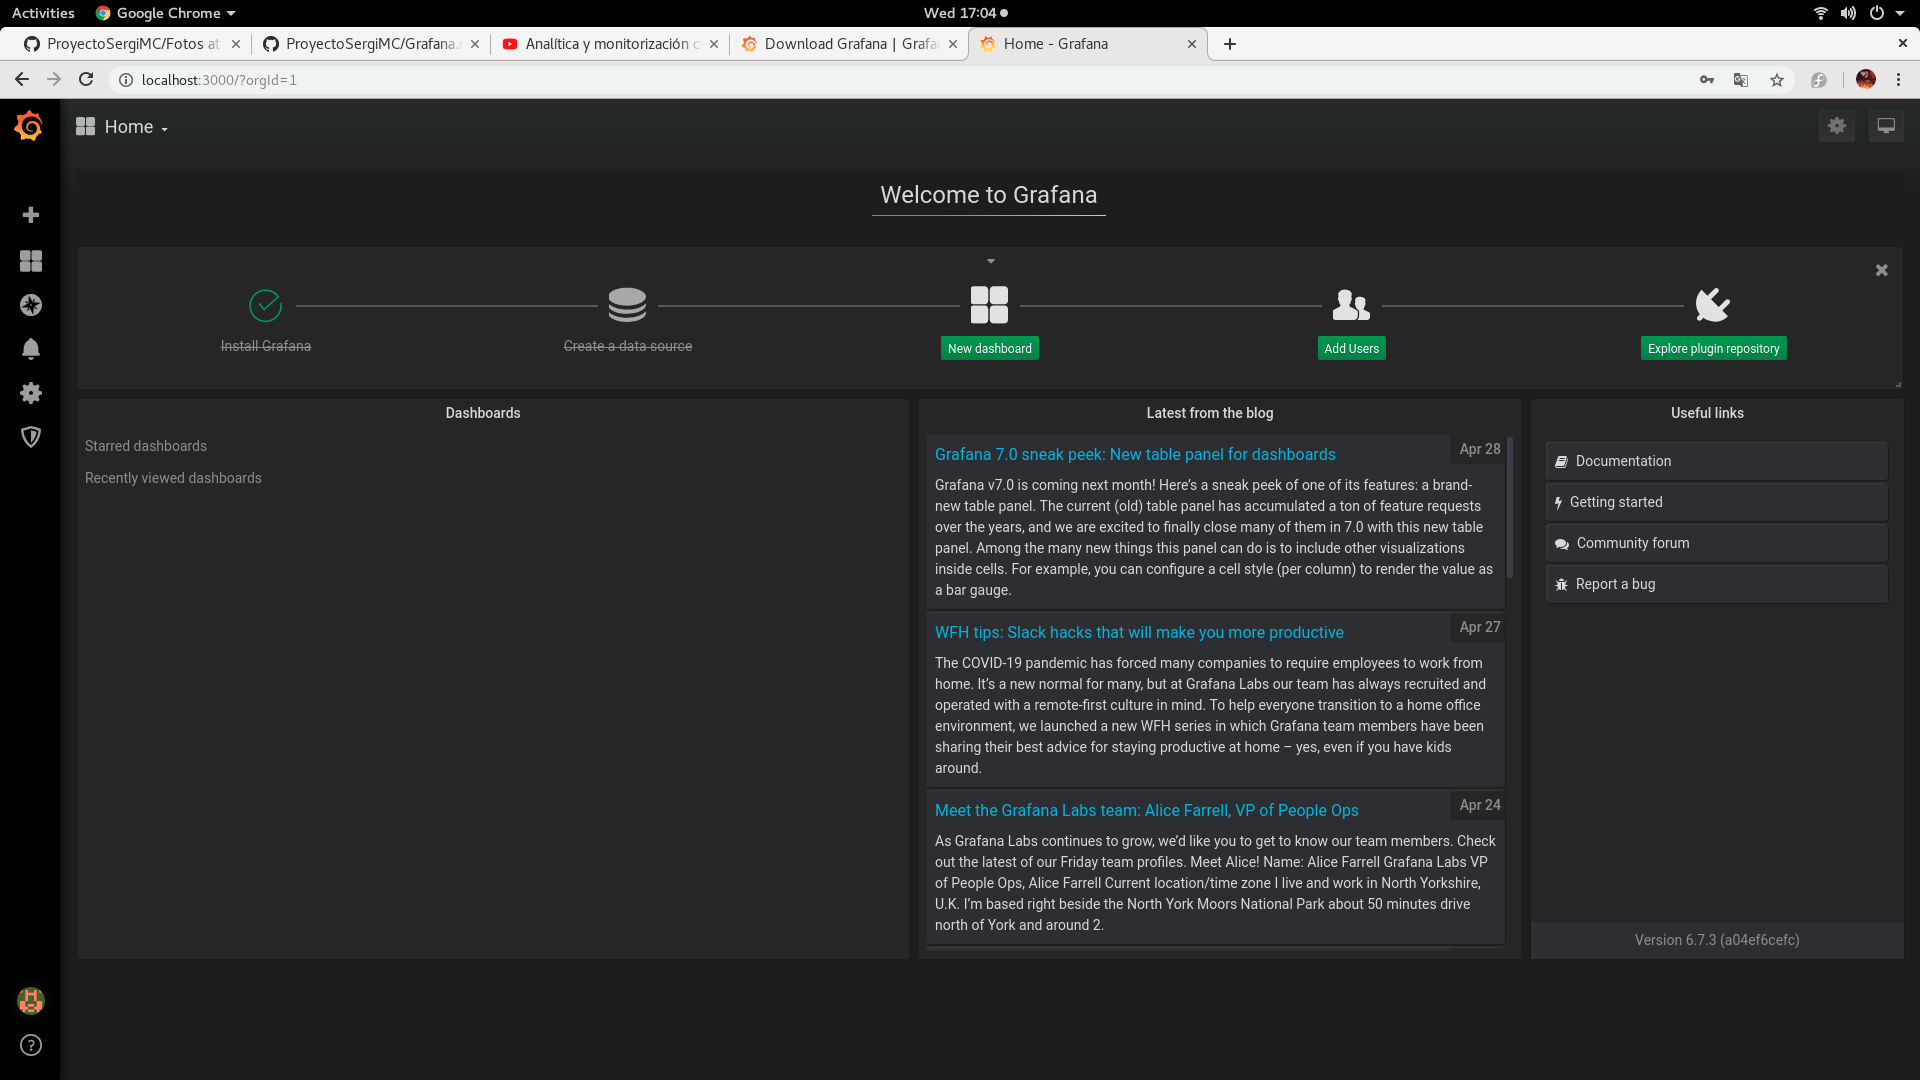 Activities
Google Chrome
Wed 17:04
ProyectoSergiMC/Fotos at
ProyectoSergiMC/Grafana.
Analítica y monitorización
Download Grafana | Grafa
Home - Grafana
localhost:3000/?orgId=1
Home
Welcome to Grafana
Install Grafana
Create a data source
New dashboard
Add Users
Explore plugin repository
Dashboards
Starred dashboards
Recently viewed dashboards
Latest from the blog
Grafana 7.0 sneak peek: New table panel for dashboards
Apr 28
Grafana v7.0 is coming next month! Here’s a sneak peek of one of its features: a brand-
new table panel. The current (old) table panel has accumulated a ton of feature requests
over the years, and we are excited to finally close many of them in 7.0 with this new table
panel. Among the many new things this panel can do is to include other visualizations
inside cells. For example, you can configure a cell style (per column) to render the value as
a bar gauge.
WFH tips: Slack hacks that will make you more productive
Apr 27
The COVID-19 pandemic has forced many companies to require employees to work from
home. It’s a new normal for many, but at Grafana Labs our team has always recruited and
operated with a remote-first culture in mind. To help everyone transition to a home office
environment, we launched a new WFH series in which Grafana team members have been
sharing their best advice for staying productive at home – yes, even if you have kids
around.
Meet the Grafana Labs team: Alice Farrell, VP of People Ops
Apr 24
As Grafana Labs continues to grow, we’d like you to get to know our team members. Check
out the latest of our Friday team profiles. Meet Alice! Name: Alice Farrell Grafana Labs VP
of People Ops, Alice Farrell Current location/time zone I live and work in North Yorkshire,
U.K. I’m based right beside the North York Moors National Park about 50 minutes drive
north of York and around 2.
Useful links
Documentation
Getting started
Community forum
Report a bug
Version 6.7.3 (a04ef6cefc)